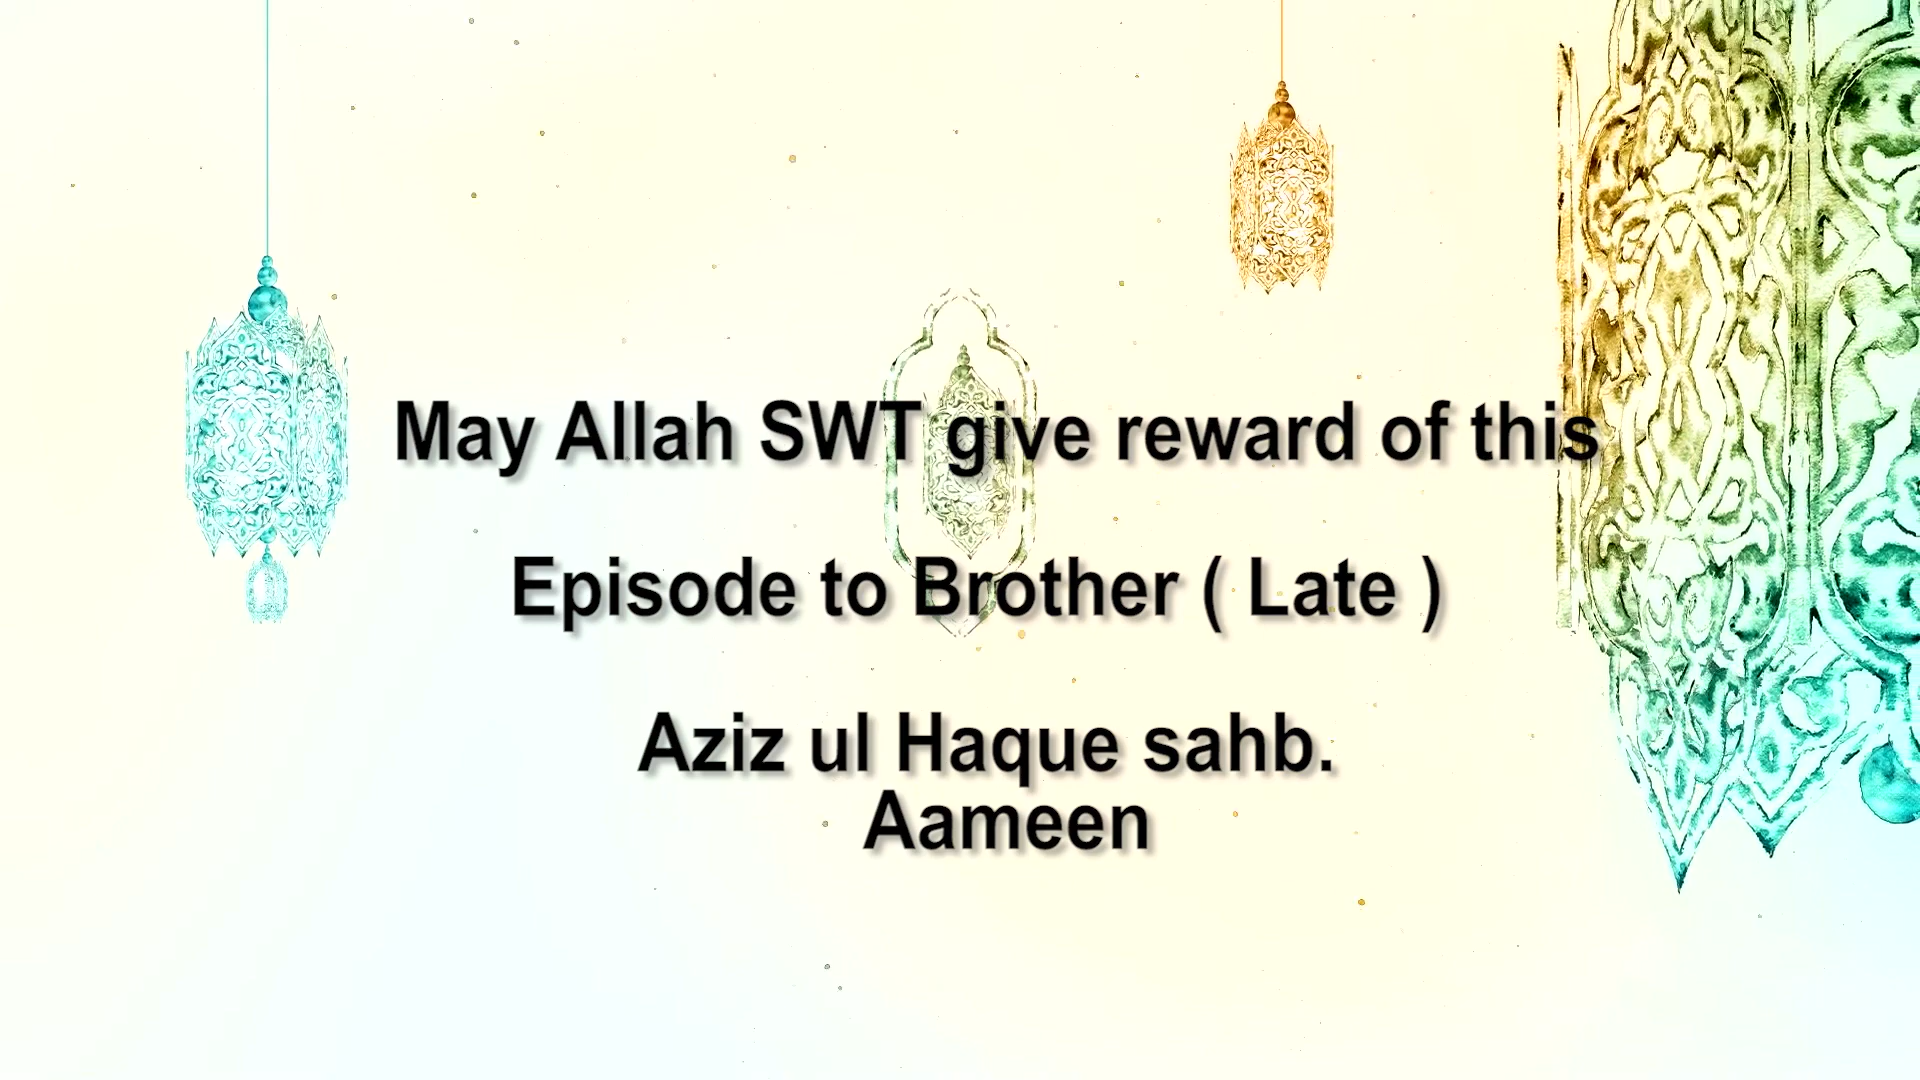 May Allah SWT give reward of this
Episode to Brother ( Late )
Aziz ul Haque sahb.
Aameen